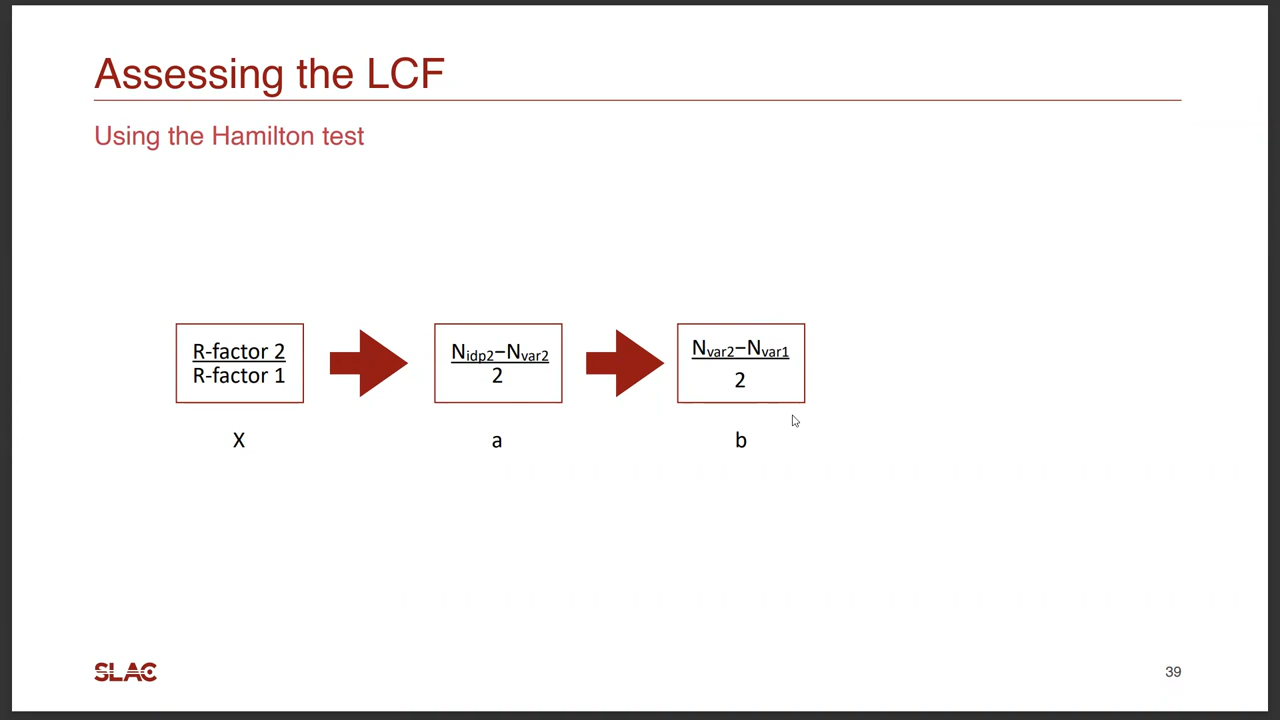 Assessing the LCF
Using the Hamilton test
R-factor 2
R-factor 1
X
Nidp2−Nvar2
2
a
Nvar2−Nvar1
2
b
SLAC
39